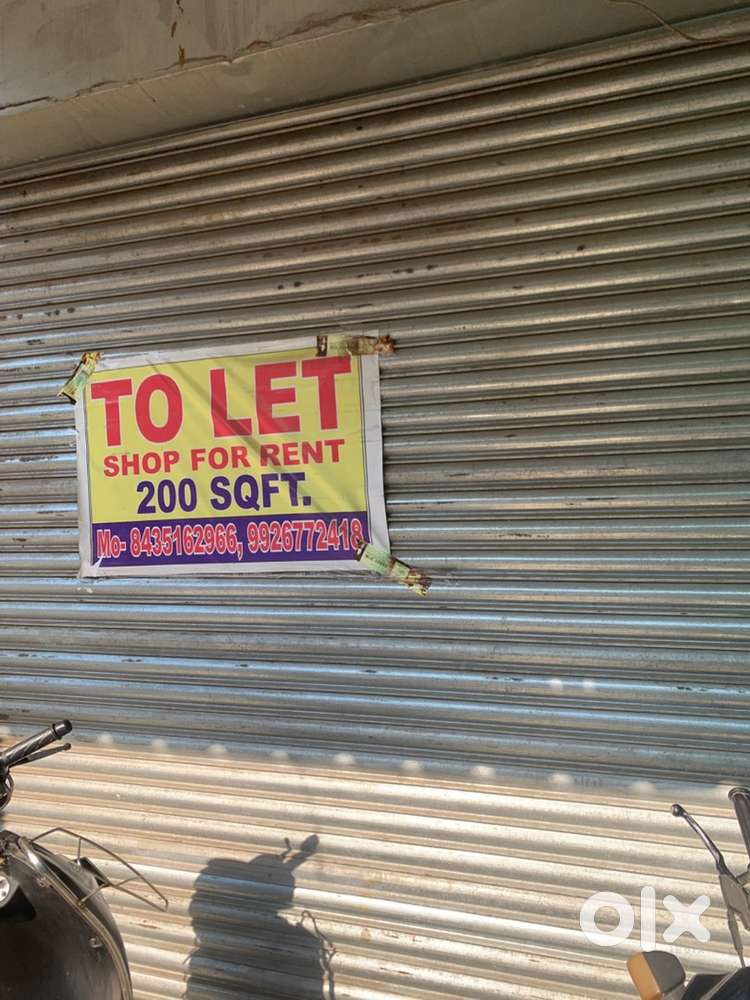 TO LET
SHOP FOR RENT
200 SQFT.
Mo- 8435162966, 9926772418
olx